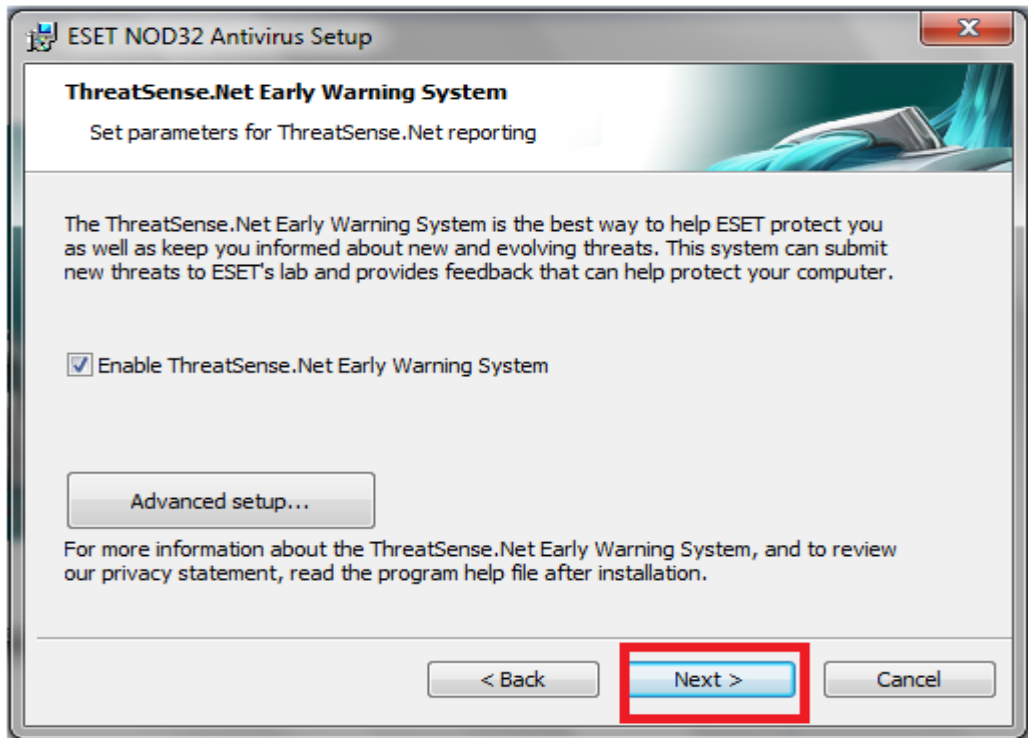 ESET NOD32 Antivirus Setup
ThreatSense.Net Early Warning System
Set parameters for ThreatSense.Net reporting
The ThreatSense.Net Early Warning System is the best way to help ESET protect you
as well as keep you informed about new and evolving threats. This system can submit
new threats to ESET's lab and provides feedback that can help protect your computer.
Enable ThreatSense.Net Early Warning System
Advanced setup...
For more information about the ThreatSense.Net Early Warning System, and to review
our privacy statement, read the program help file after installation.
< Back Next > Cancel